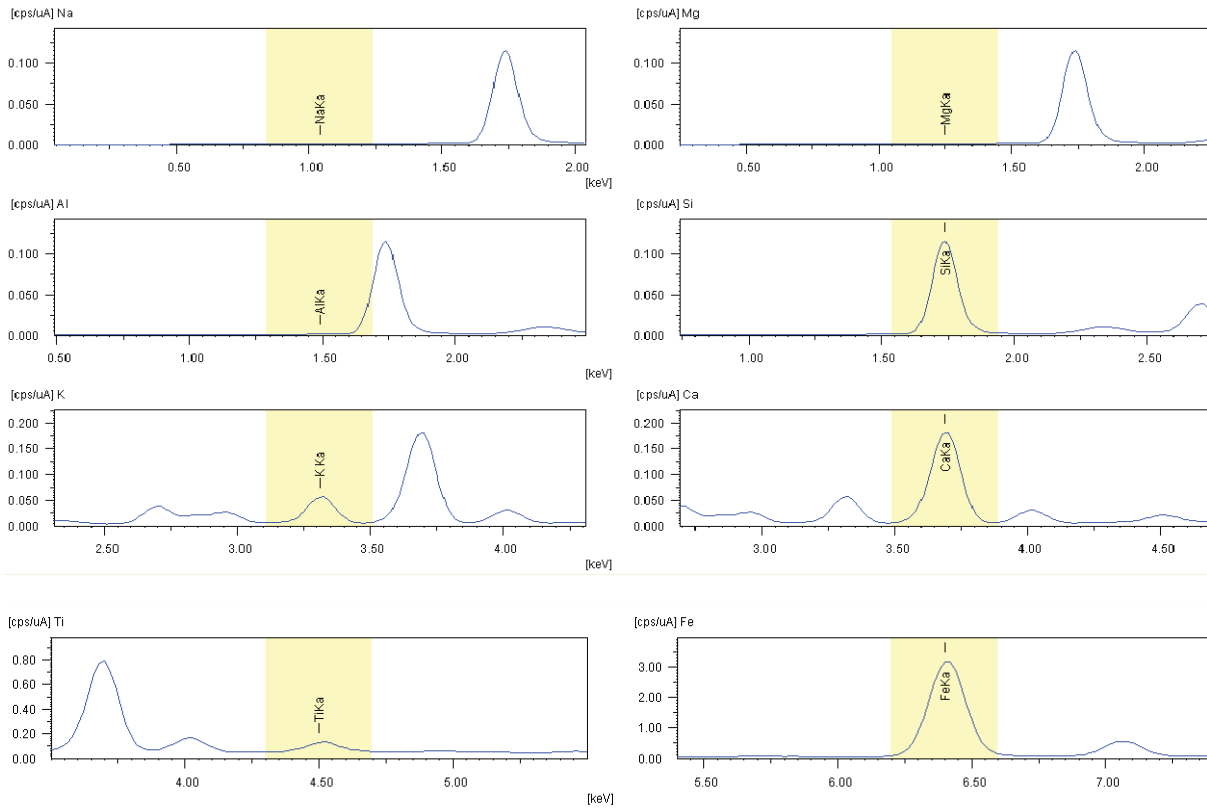 [cps/uA] Na
0.100
0.050
0.000
NaKa
0.50 1.00 1.50 2.00
[keV]
[cps/uA] Mg
0.100
0.050
0.000
MgKa
0.50 1.00 1.50 2.00
[cps/uA] Al
0.100
0.050
0.000
AlKa
0.50 1.00 1.50 2.00
[keV]
[cps/uA] Si
0.100
0.050
0.000
SiKa
1.00 1.50 2.00 2.50
[cps/uA] K
0.200
0.150
0.100
0.050
0.000
K Ka
2.50 3.00 3.50 4.00
[keV]
[cps/uA] Ca
0.200
0.150
0.100
0.050
0.000
CaKa
3.00 3.50 4.00 4.50
[cps/uA] Ti
0.80
0.60
0.40
0.20
0.00
TiKa
4.00 4.50 5.00
[keV]
[cps/uA] Fe
3.00
2.00
1.00
0.00
FeKa
5.50 6.00 6.50 7.00